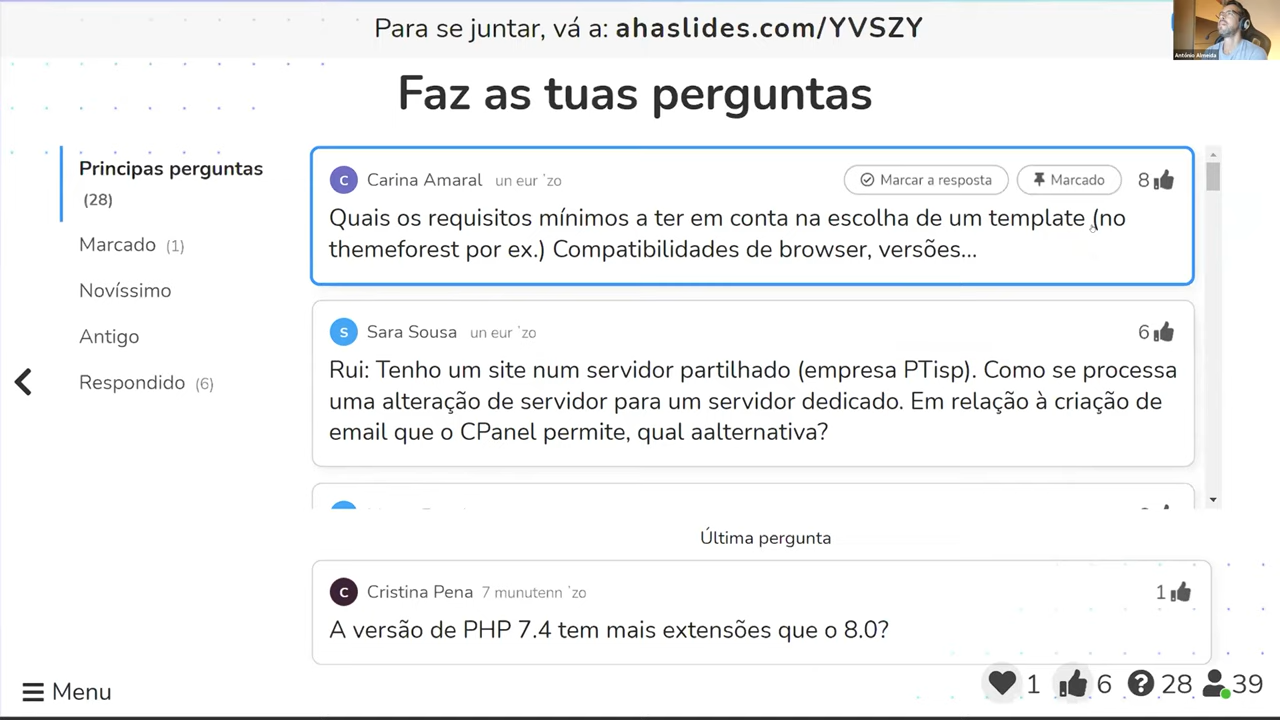 Para se juntar, vá a: ahaslides.com/YVSZY
António Almeida
Faz as tuas perguntas
Principas perguntas
(28)
Marcado (1)
Novíssimo
Antigo
Respondido (6)
C Carina Amaral un eur 'zo Marcar a resposta Marcado 8
Quais os requisitos mínimos a ter em conta na escolha de um template (no
themeforest por ex.) Compatibilidades de browser, versões...
S Sara Sousa un eur 'zo 6
Rui: Tenho um site num servidor partilhado (empresa PTisp). Como se processa
uma alteração de servidor para um servidor dedicado. Em relação à criação de
email que o CPanel permite, qual aalternativa?
Última pergunta
C Cristina Pena 7 munutenn 'zo 1
A versão de PHP 7.4 tem mais extensões que o 8.0?
Menu
1 6 28 39